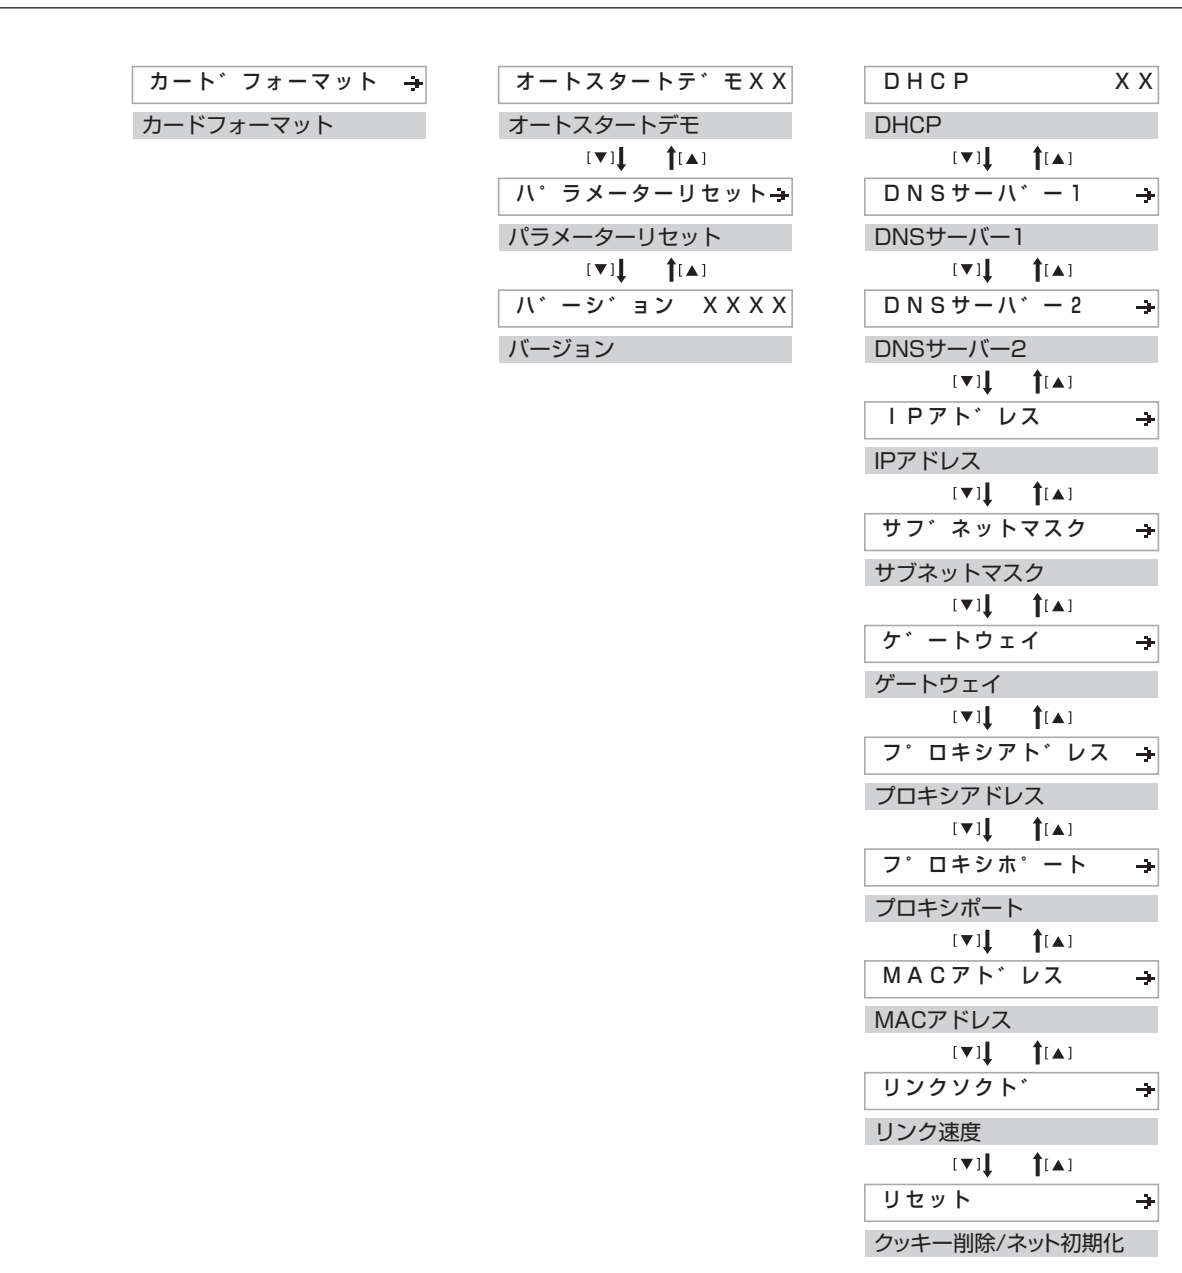 カート゛フォーマット →
カードフォーマット
オートスタートテ゛モXX
オートスタートデモ
[▼]↓ ↑[▲]
ハ゜ラメーターリセット→
パラメーターリセット
[▼]↓ ↑[▲]
ハ゛ーシ゛ョン XXXX
バージョン
DHCP XX
DHCP
[▼]↓ ↑[▲]
DNSサーハ゛ー1 →
DNSサーバー1
[▼]↓ ↑[▲]
DNSサーハ゛ー2 →
DNSサーバー2
[▼]↓ ↑[▲]
IPアト゛レス →
IPアドレス
[▼]↓ ↑[▲]
サフ゛ネットマスク →
サブネットマスク
[▼]↓ ↑[▲]
ケ゛ートウェイ →
ゲートウェイ
[▼]↓ ↑[▲]
フ゜ロキシアト゛レス →
プロキシアドレス
[▼]↓ ↑[▲]
フ゜ロキシホ゜ート →
プロキシポート
[▼]↓ ↑[▲]
MACアト゛レス →
MACアドレス
[▼]↓ ↑[▲]
リンクソクト゛ →
リンク速度
[▼]↓ ↑[▲]
リセット →
クッキー削除/ネット初期化